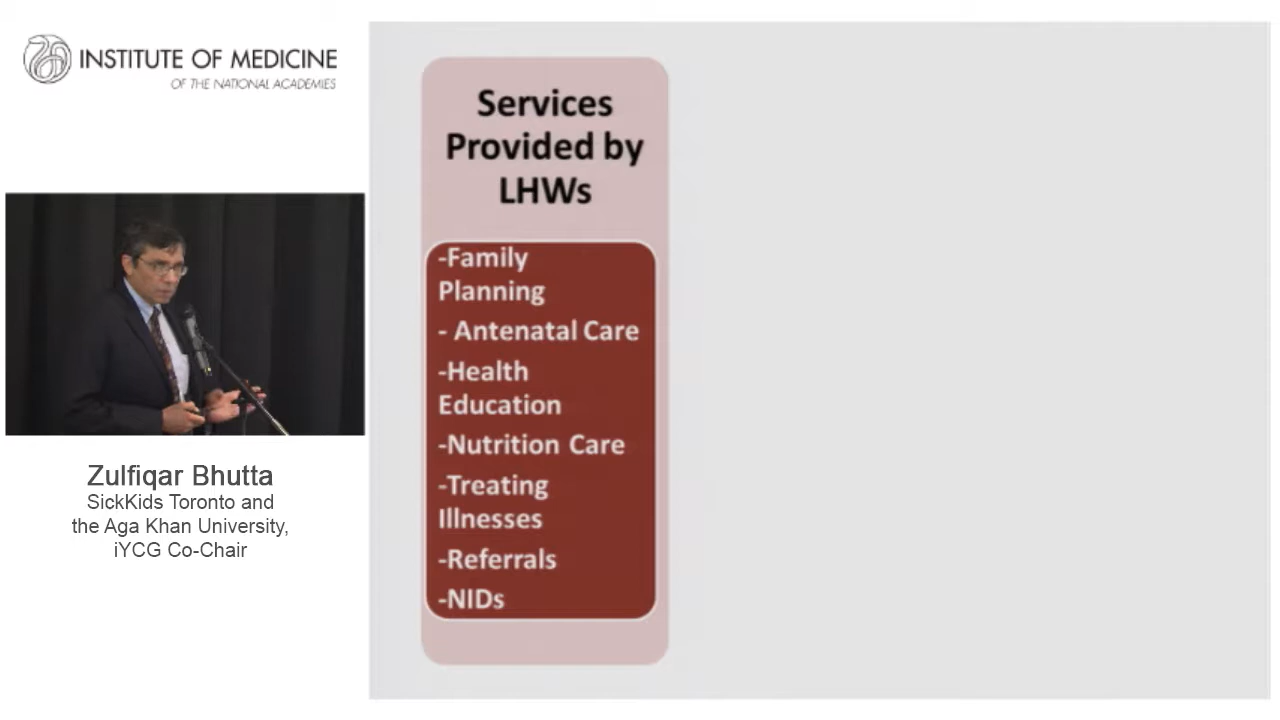 INSTITUTE OF MEDICINE
OF THE NATIONAL ACADEMIES
Zulfiqar Bhutta
SickKids Toronto and
the Aga Khan University,
iYCG Co-Chair
Services
Provided by
LHWs
-Family
Planning
- Antenatal Care
-Health
Education
-Nutrition Care
-Treating
Illnesses
-Referrals
-NIDs